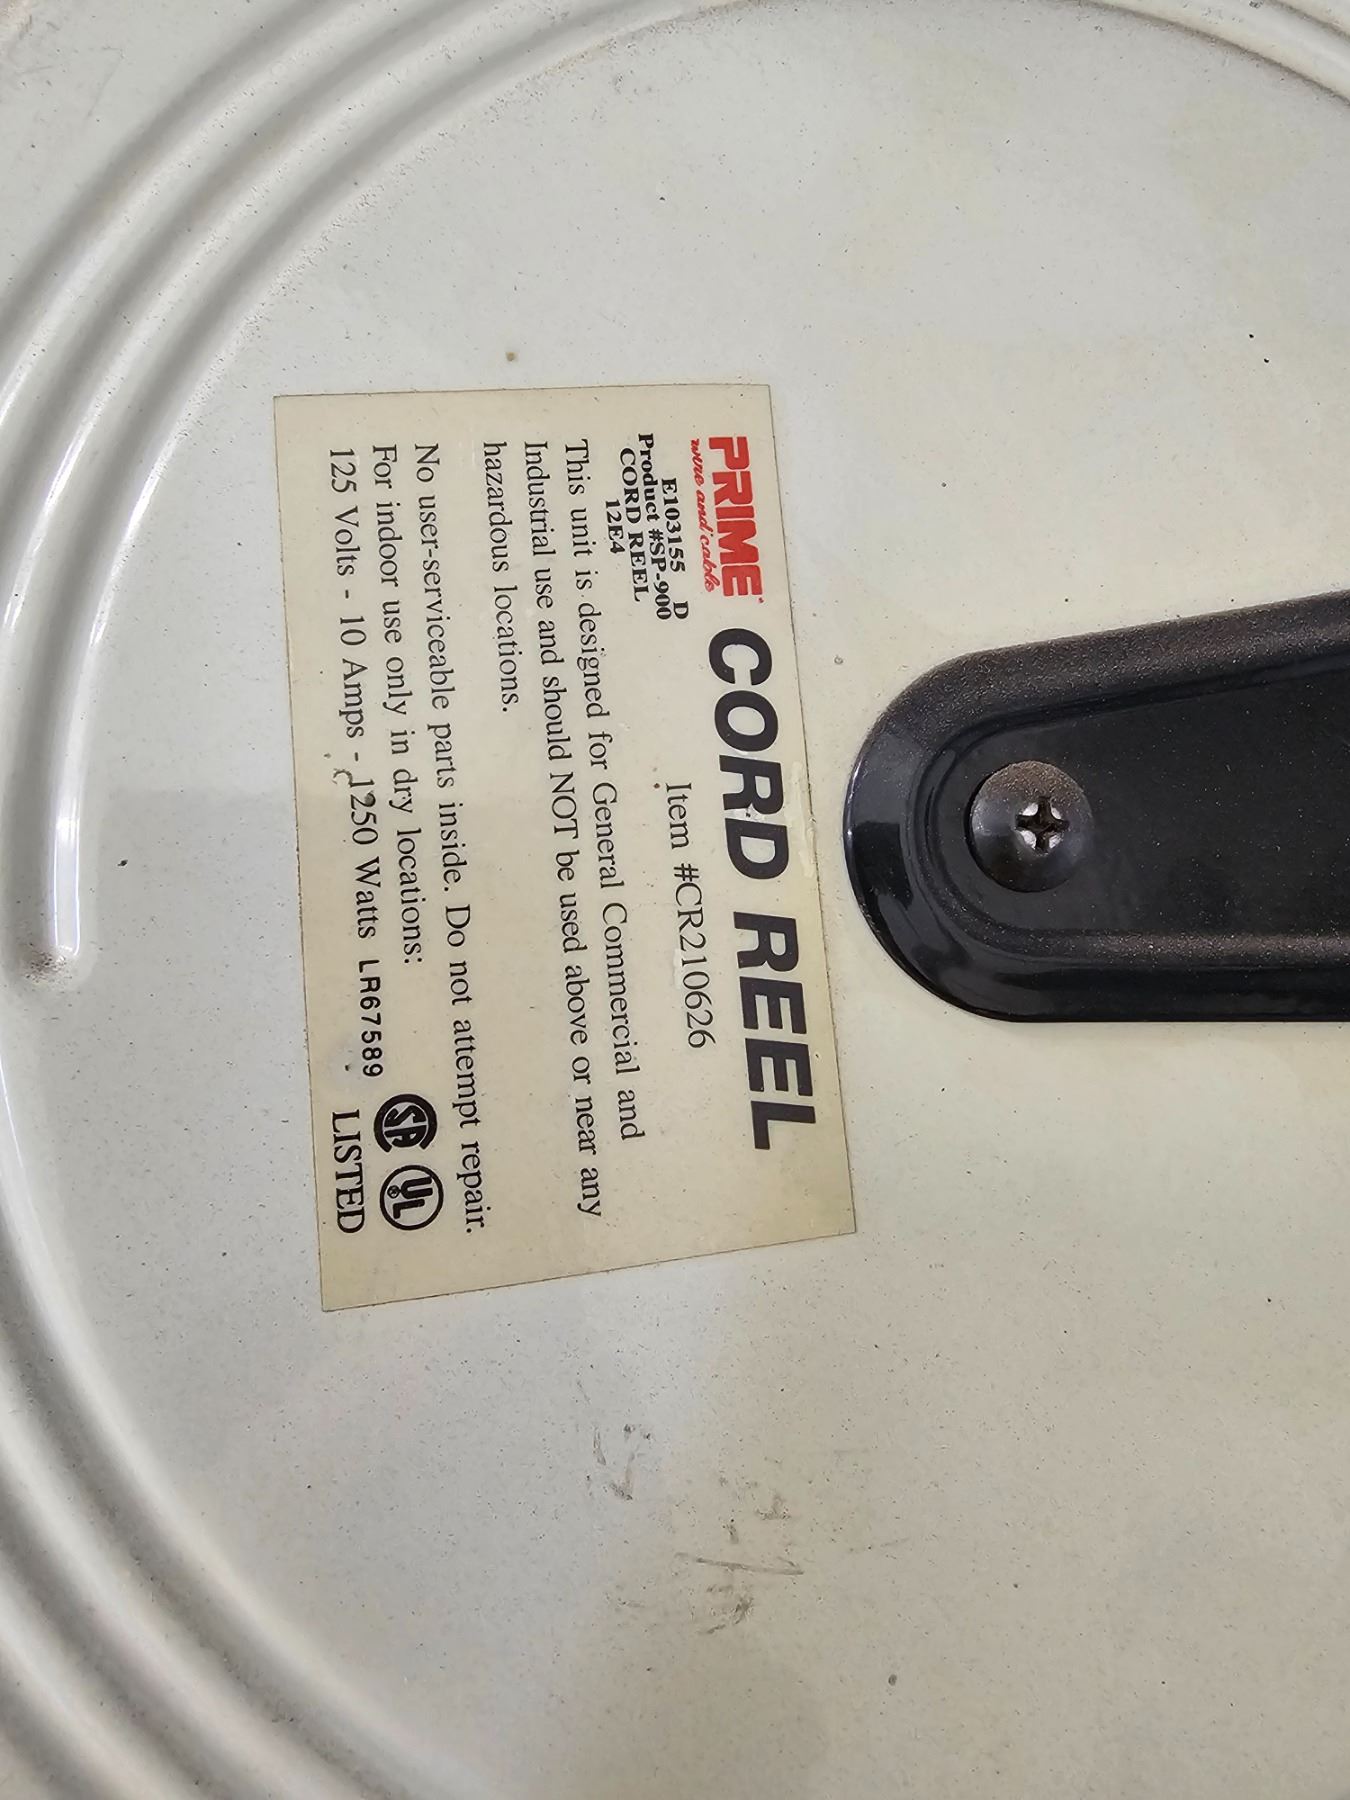 PRIME
wire and cable
CORD REEL
E103155 D
Product #SP-900
CORD REEL
12E4
Item #CR210626
This unit is designed for General Commercial and
Industrial use and should NOT be used above or near any
hazardous locations.
No user-serviceable parts inside. Do not attempt repair.
For indoor use only in dry locations:
125 Volts - 10 Amps - 1250 Watts LR67589
SA UL
LISTED